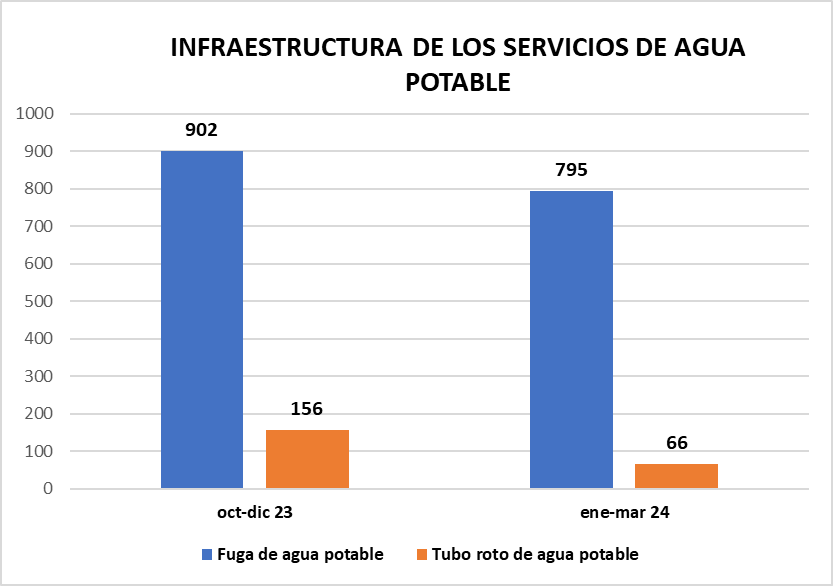 INFRAESTRUCTURA DE LOS SERVICIOS DE AGUA
POTABLE
1000
900
800
700
600
500
400
300
200
100
0
902
156
795
66
oct-dic 23
ene-mar 24
Fuga de agua potable
Tubo roto de agua potable